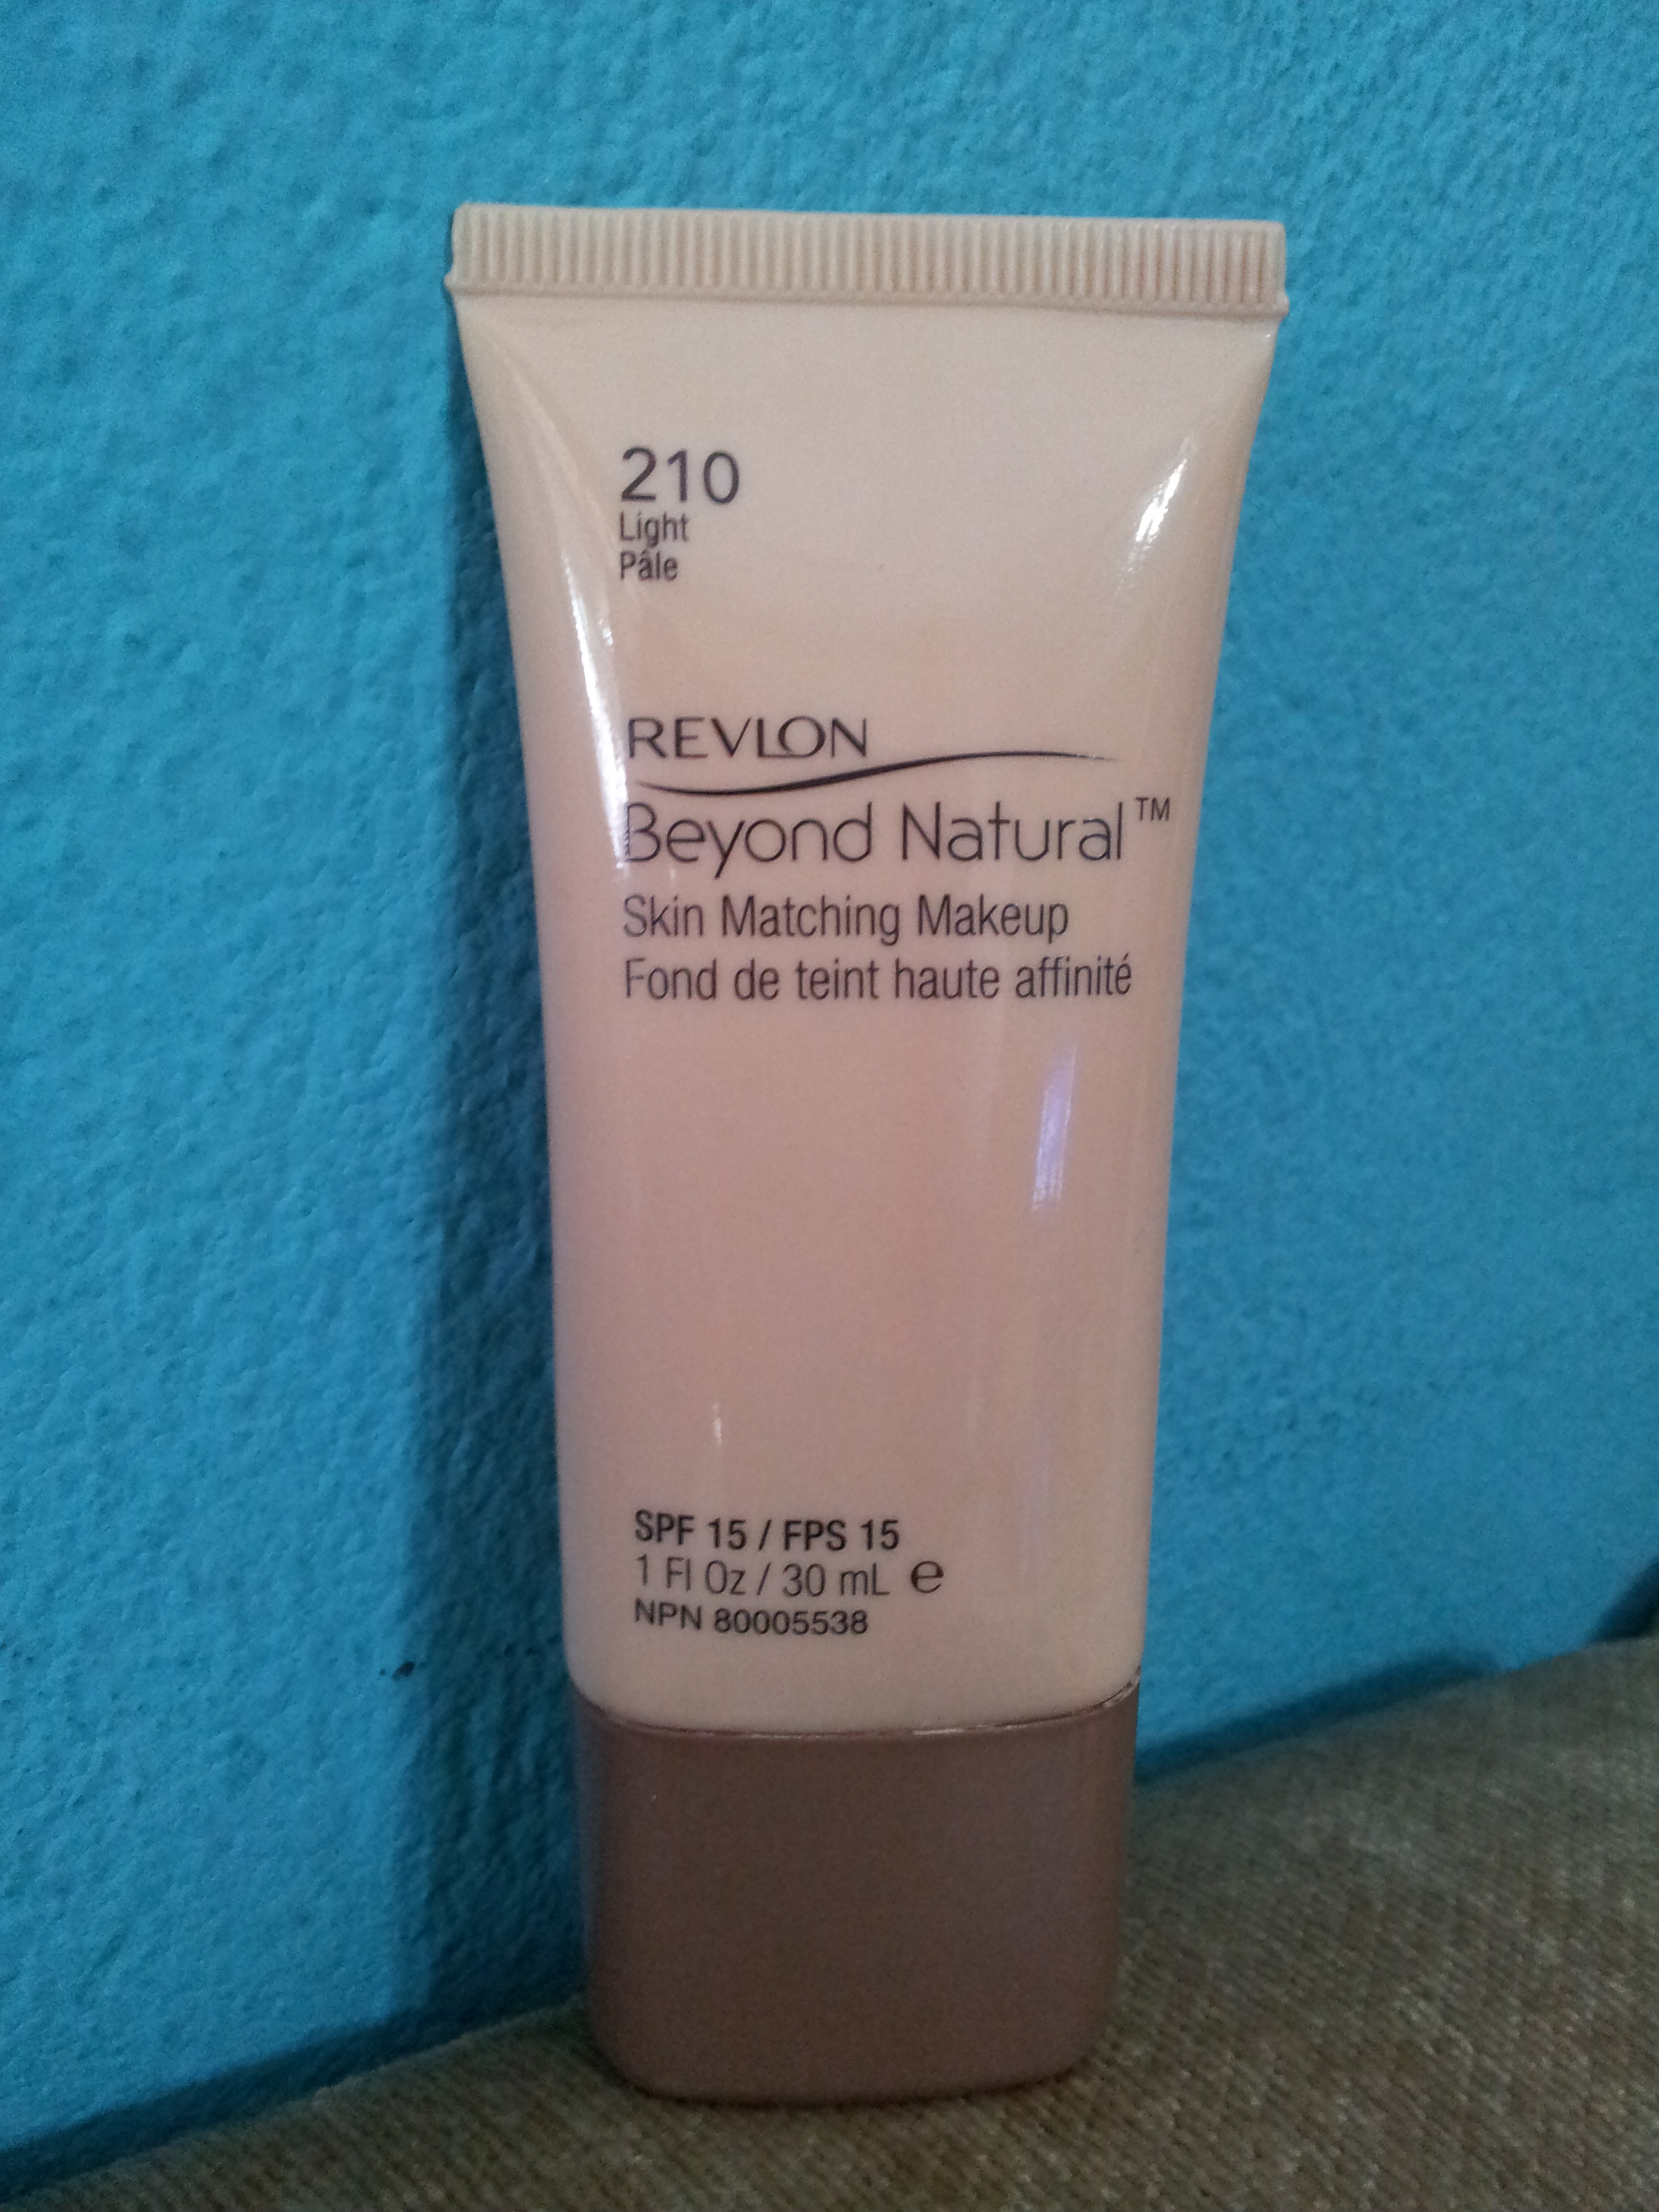 210
Light
Pâle
REVLON
Beyond Natural™
Skin Matching Makeup
Fond de teint haute affinité
SPF 15 / FPS 15
1 Fl Oz / 30 mL ℮
NPN 80005538